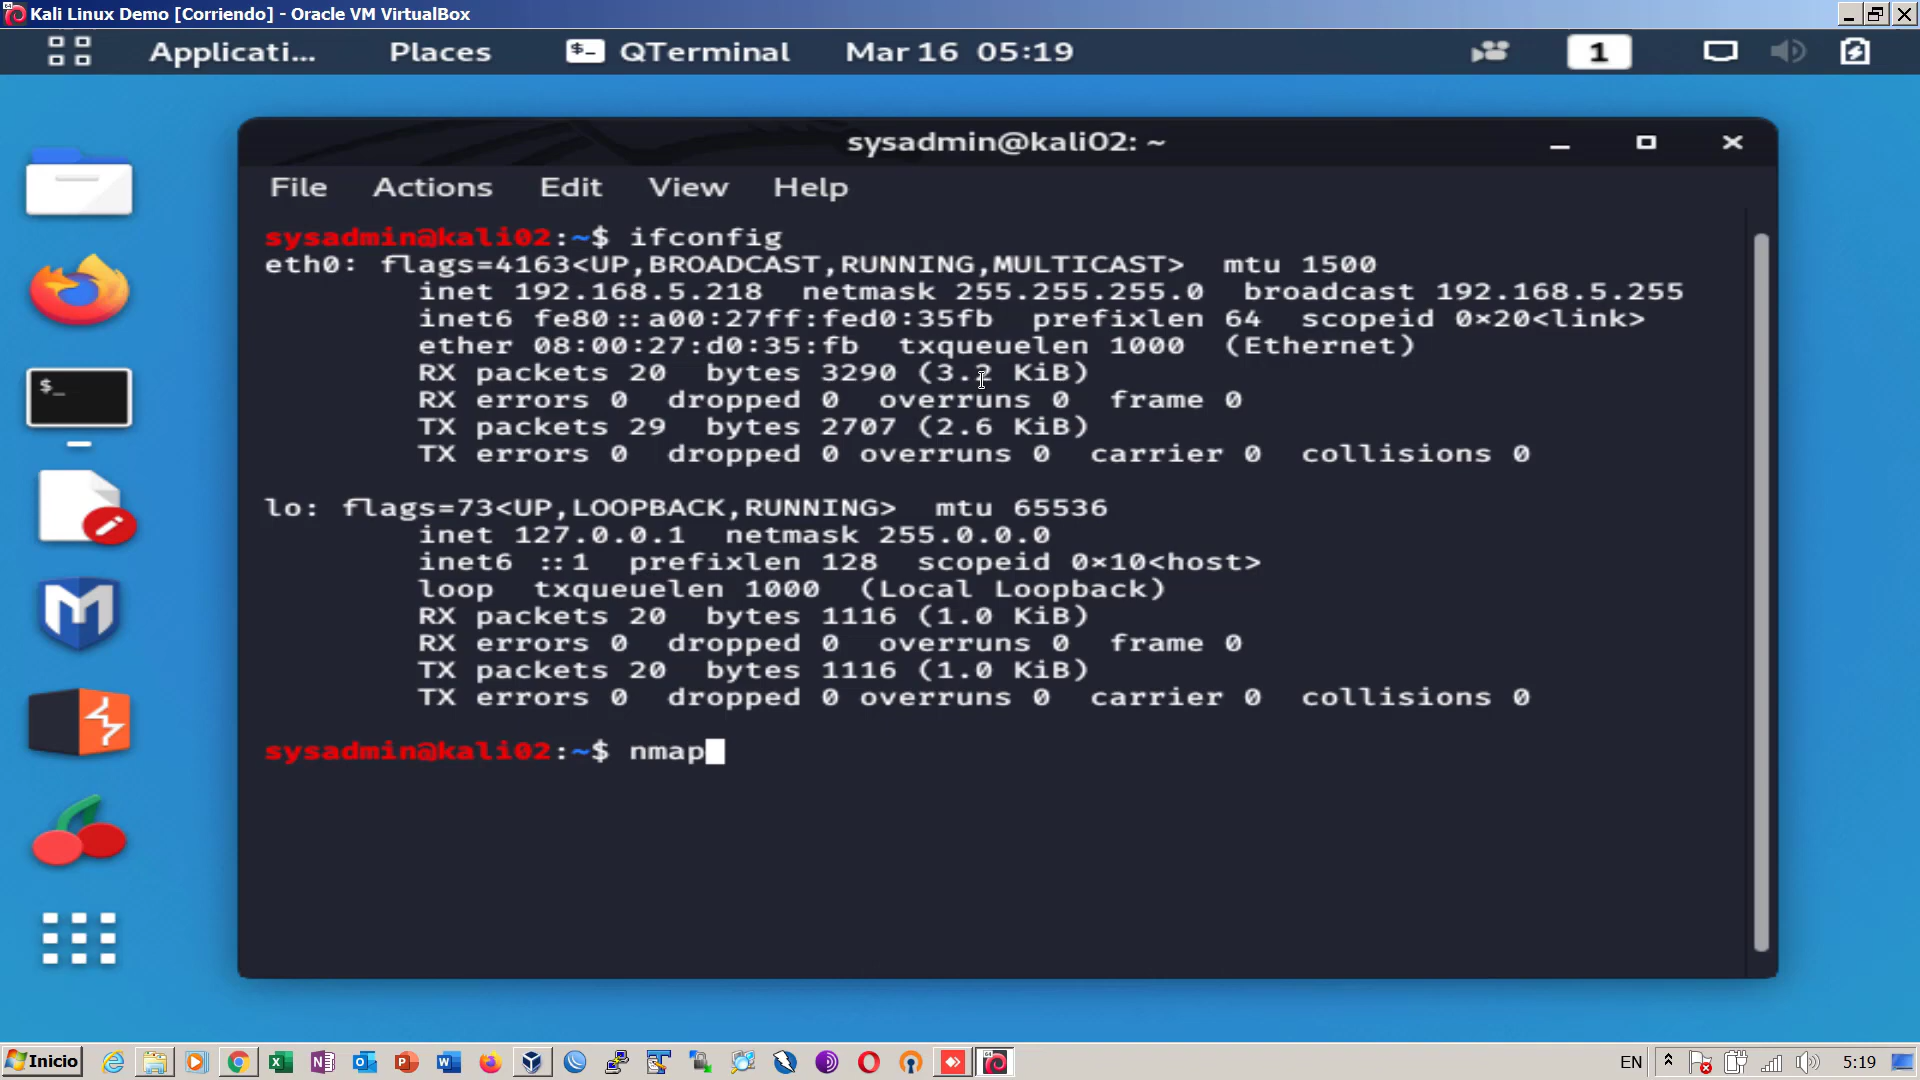 Kali Linux Demo [Corriendo] - Oracle VM VirtualBox
Applicati... Places $_ QTerminal Mar 16 05:19 1
sysadmin@kali02: ~
File Actions Edit View Help
sysadmin@kali02:~$ ifconfig
eth0: flags=4163<UP,BROADCAST,RUNNING,MULTICAST> mtu 1500
inet 192.168.5.218 netmask 255.255.255.0 broadcast 192.168.5.255
inet6 fe80::a00:27ff:fed0:35fb prefixlen 64 scopeid 0×20<link>
ether 08:00:27:d0:35:fb txqueuelen 1000 (Ethernet)
RX packets 20 bytes 3290 (3.2 KiB)
RX errors 0 dropped 0 overruns 0 frame 0
TX packets 29 bytes 2707 (2.6 KiB)
TX errors 0 dropped 0 overruns 0 carrier 0 collisions 0
lo: flags=73<UP,LOOPBACK,RUNNING> mtu 65536
inet 127.0.0.1 netmask 255.0.0.0
inet6 ::1 prefixlen 128 scopeid 0×10<host>
loop txqueuelen 1000 (Local Loopback)
RX packets 20 bytes 1116 (1.0 KiB)
RX errors 0 dropped 0 overruns 0 frame 0
TX packets 20 bytes 1116 (1.0 KiB)
TX errors 0 dropped 0 overruns 0 carrier 0 collisions 0
sysadmin@kali02:~$ nmap
$_
Inicio EN 5:19